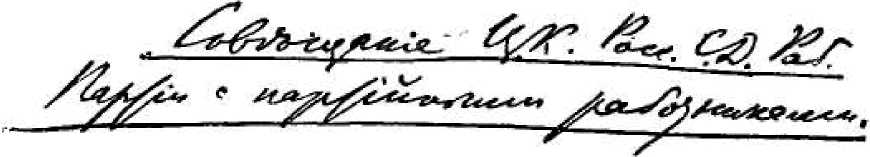 Совѣщаніе Ц.К. Росс. С.Д. Раб.
Партіи с партійными работниками.